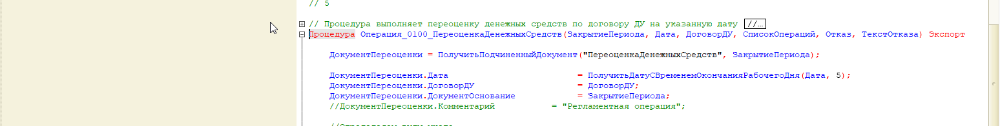 // 5
// Процедура выполняет переоценку денежных средств по договору ДУ на указанную дату //…
Процедура Операция_0100_ПереоценкаДенежныхСредств(ЗакрытиеПериода, Дата, ДоговорДУ, СписокОпераций, Отказ, ТекстОтказа) Экспорт
ДокументПереоценки = ПолучитьПодчиненныйДокумент("ПереоценкаДенежныхСредств", ЗакрытиеПериода);
ДокументПереоценки.Дата = ПолучитьДатуСВременемОкончанияРабочегоДня(Дата, 5);
ДокументПереоценки.ДоговорДУ = ДоговорДУ;
ДокументПереоценки.ДокументОснование = ЗакрытиеПериода;
//ДокументПереоценки.Комментарий = "Регламентная операция";